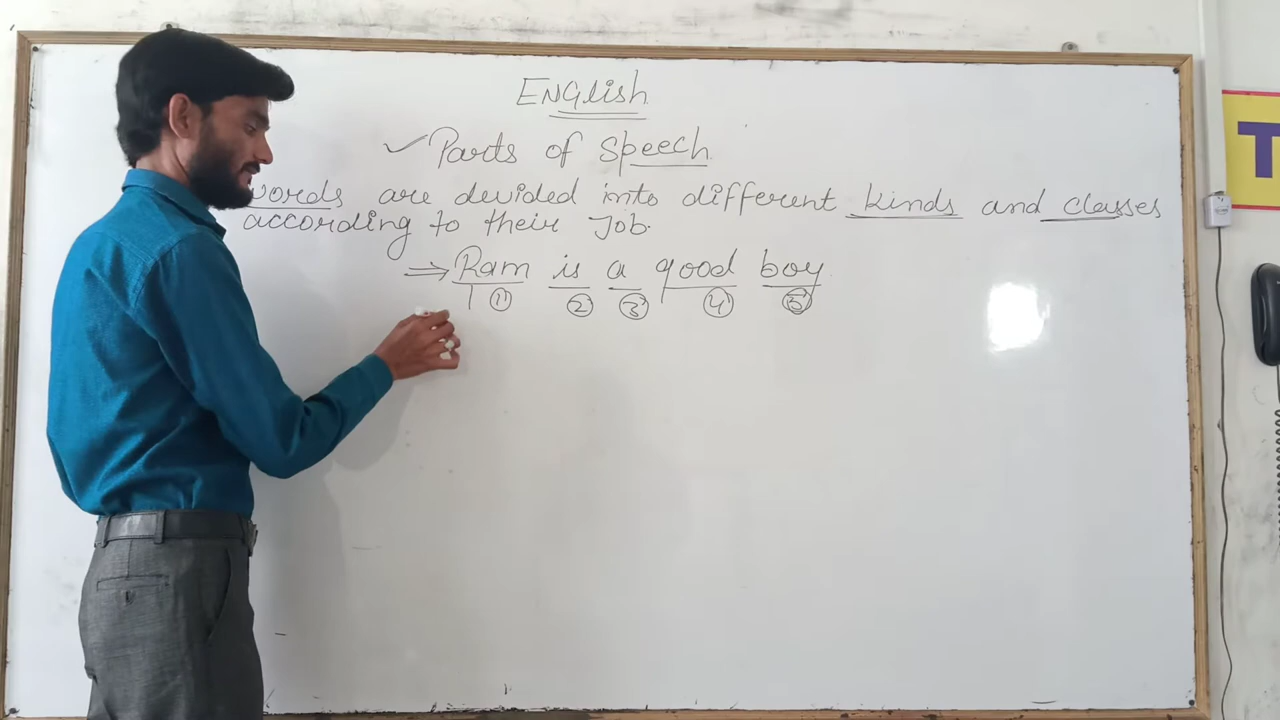 ENGlish
✓ Parts of Speech
words are devided into different kinds and classes
according to their Job.
⇒ Ram is a good boy
1 ① ② ③ ④ ⑤
T